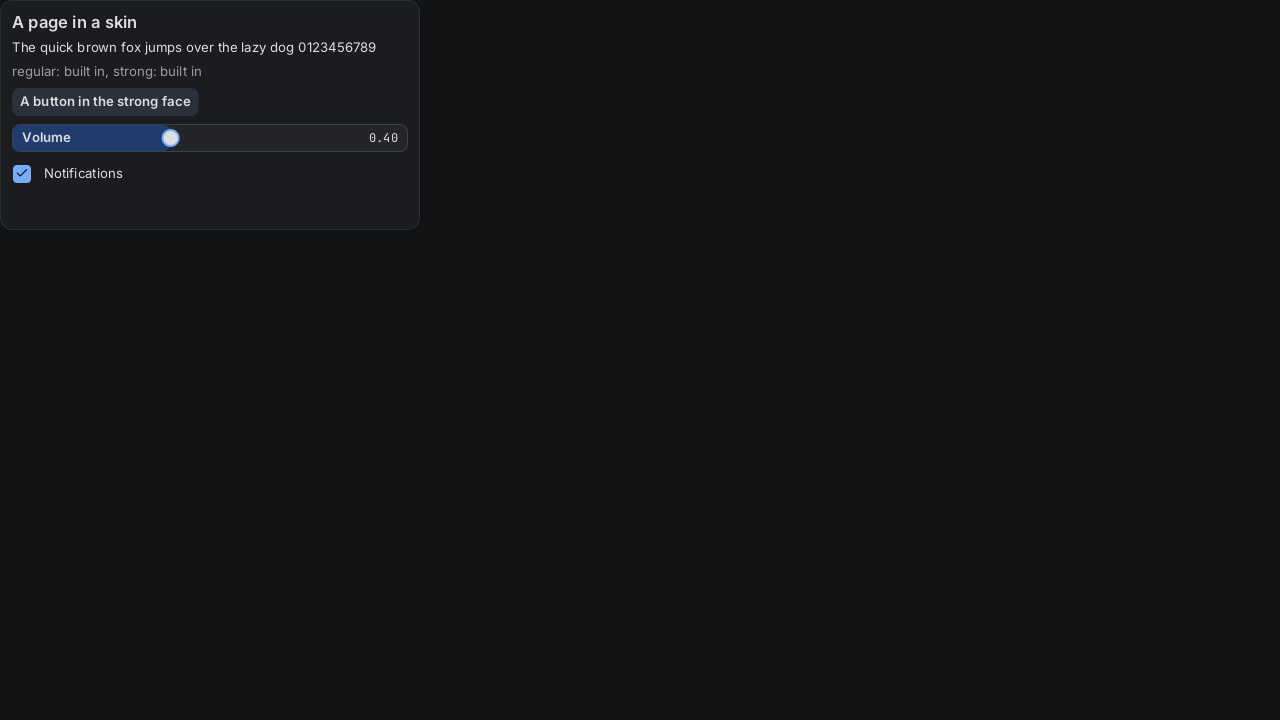 A page in a skin
The quick brown fox jumps over the lazy dog 0123456789
regular: built in, strong: built in
A button in the strong face
Volume 0.40
Notifications